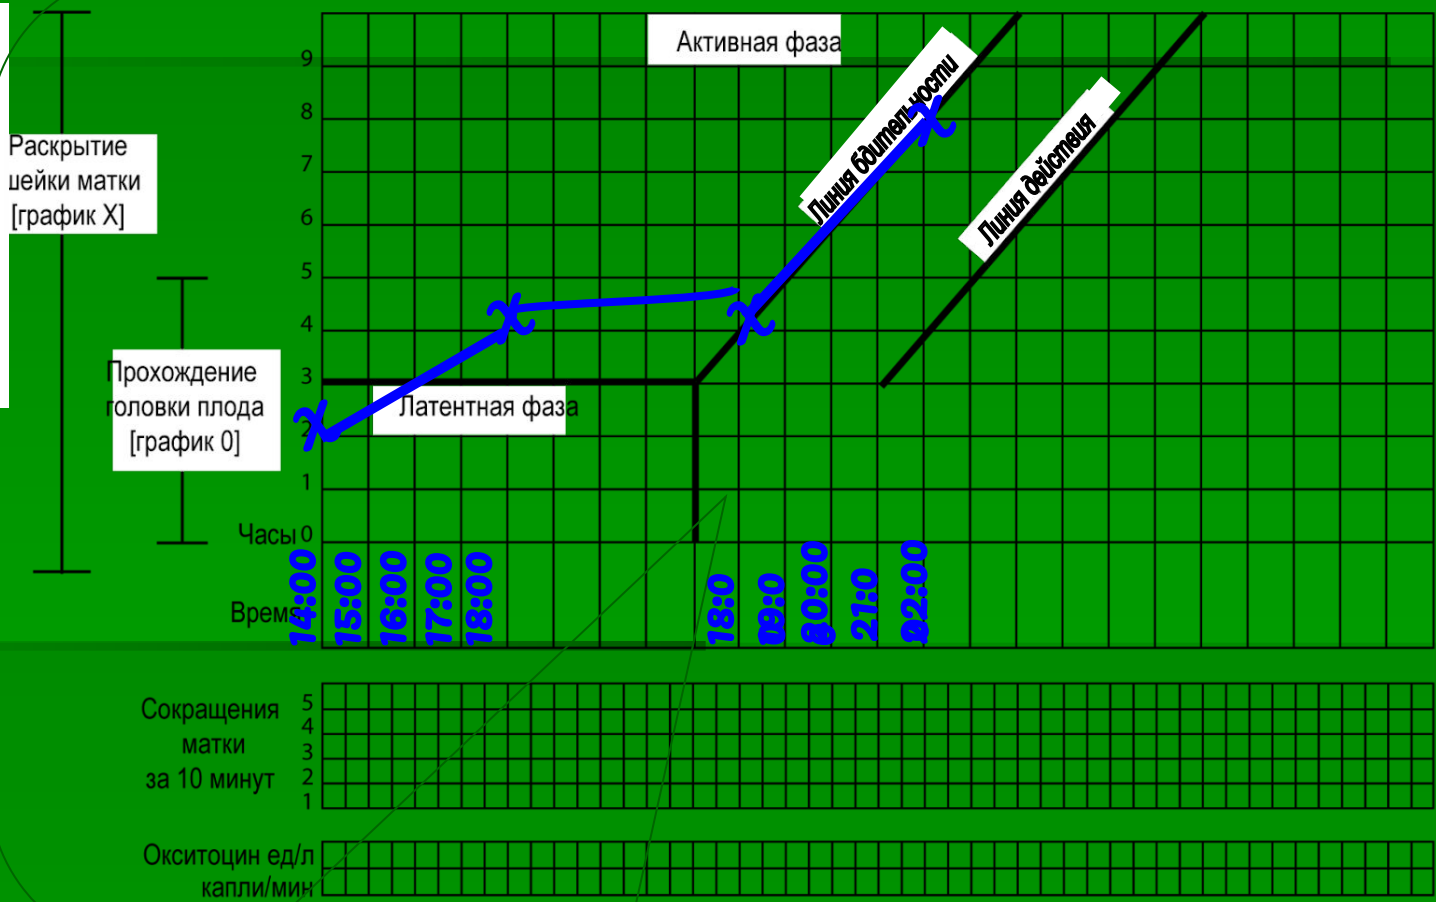 Активная фаза
Линия бдительности
Линия действия
Раскрытие
шейки матки
[график X]
9
8
7
6
5
4
3
2
1
0
Прохождение
головки плода
[график 0]
Латентная фаза
Часы
Время
14:00 15:00 16:00 17:00 18:00 18:0 21:0
Сокращения
матки
за 10 минут
5
4
3
2
1
Окситоцин ед/л
капли/мин